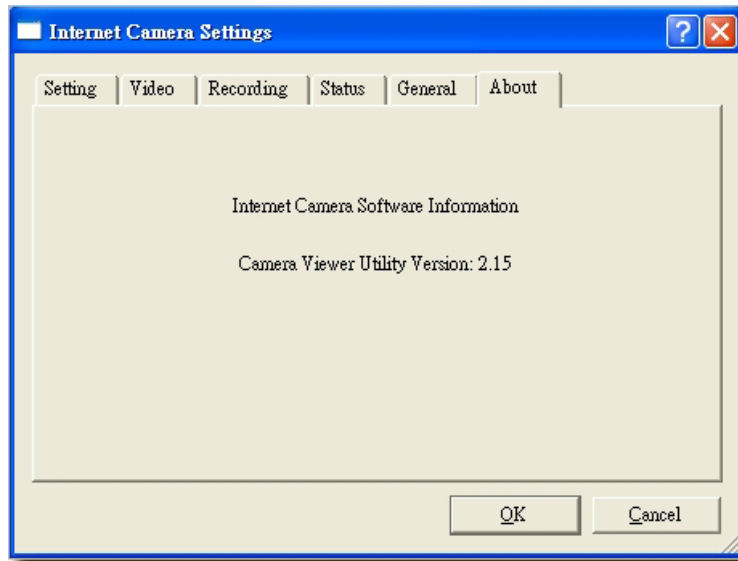 Internet Camera Settings
Setting Video Recording Status General About
Internet Camera Software Information
Camera Viewer Utility Version: 2.15
OK Cancel